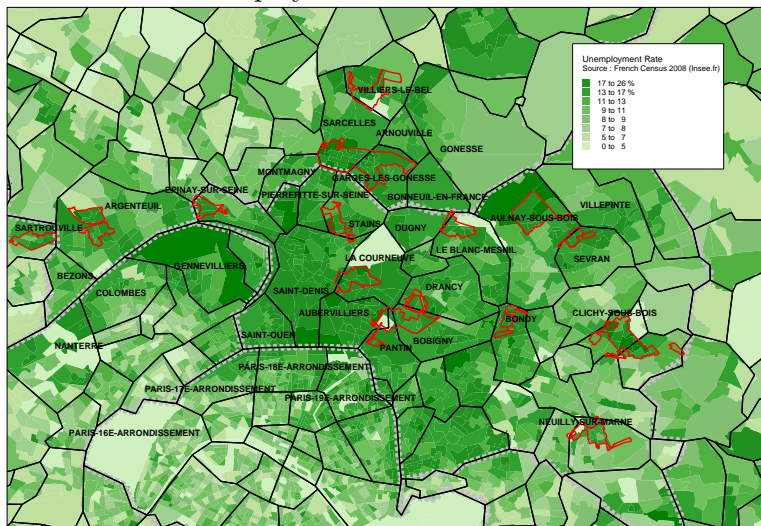 Unemployment Rate
Source : French Census 2008 (Insee.fr)
17 to 26 %
13 to 17 %
11 to 13
9 to 11
8 to 9
7 to 8
5 to 7
0 to 5
VILLIERS-LE-BEL
SARCELLES
ARNOUVILLE
GONESSE
MONTMAGNY
GARGES-LES-GONESSE
EPINAY-SUR-SEINE
PIERREFITTE-SUR-SEINE
BONNEUIL-EN-FRANCE
ARGENTEUIL
VILLEPINTE
AULNAY-SOUS-BOIS
SARTROUVILLE
STAINS
DUGNY
LE BLANC-MESNIL
LA COURNEUVE
SEVRAN
GENNEVILLIERS
BEZONS
COLOMBES
SAINT-DENIS
DRANCY
AUBERVILLIERS
CLICHY-SOUS-BOIS
BONDY
SAINT-OUEN
BOBIGNY
NANTERRE
PANTIN
PARIS-18E-ARRONDISSEMENT
PARIS-17E-ARRONDISSEMENT
PARIS-19E-ARRONDISSEMENT
NEUILLY-SUR-MARNE
PARIS-16E-ARRONDISSEMENT